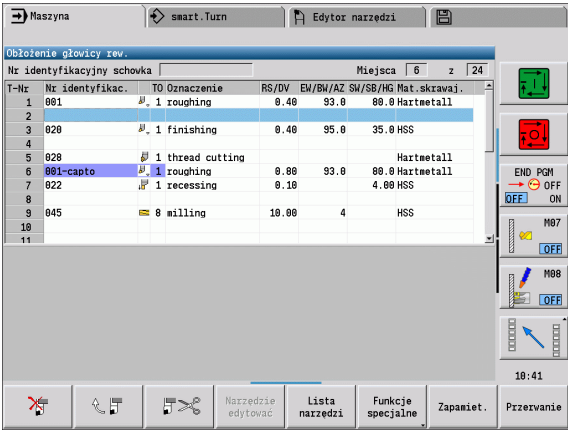 Maszyna smart.Turn Edytor narzędzi
Obłożenie głowicy rew.
Nr identyfikacyjny schowka Miejsca 6 z 24
T-Nr Nr identyfikac. TO Oznaczenie RS/DV EW/BW/AZ SW/SB/HG Mat.skrawaj.
1 001 1 roughing 0.40 93.0 80.0 Hartmetall
2
3 020 1 finishing 0.40 95.0 35.0 HSS
4
5 028 1 thread cutting Hartmetall
6 001-capto 1 roughing 0.80 93.0 80.0 Hartmetall
7 022 1 recessing 0.10 4.00 HSS
8
9 045 8 milling 10.00 4 HSS
10
11
END PGM
OFF
OFF ON
M07
OFF
M08
OFF
10:41
Narzędzie edytować
Lista narzędzi
Funkcje specjalne
Zapamiet.
Przerwanie